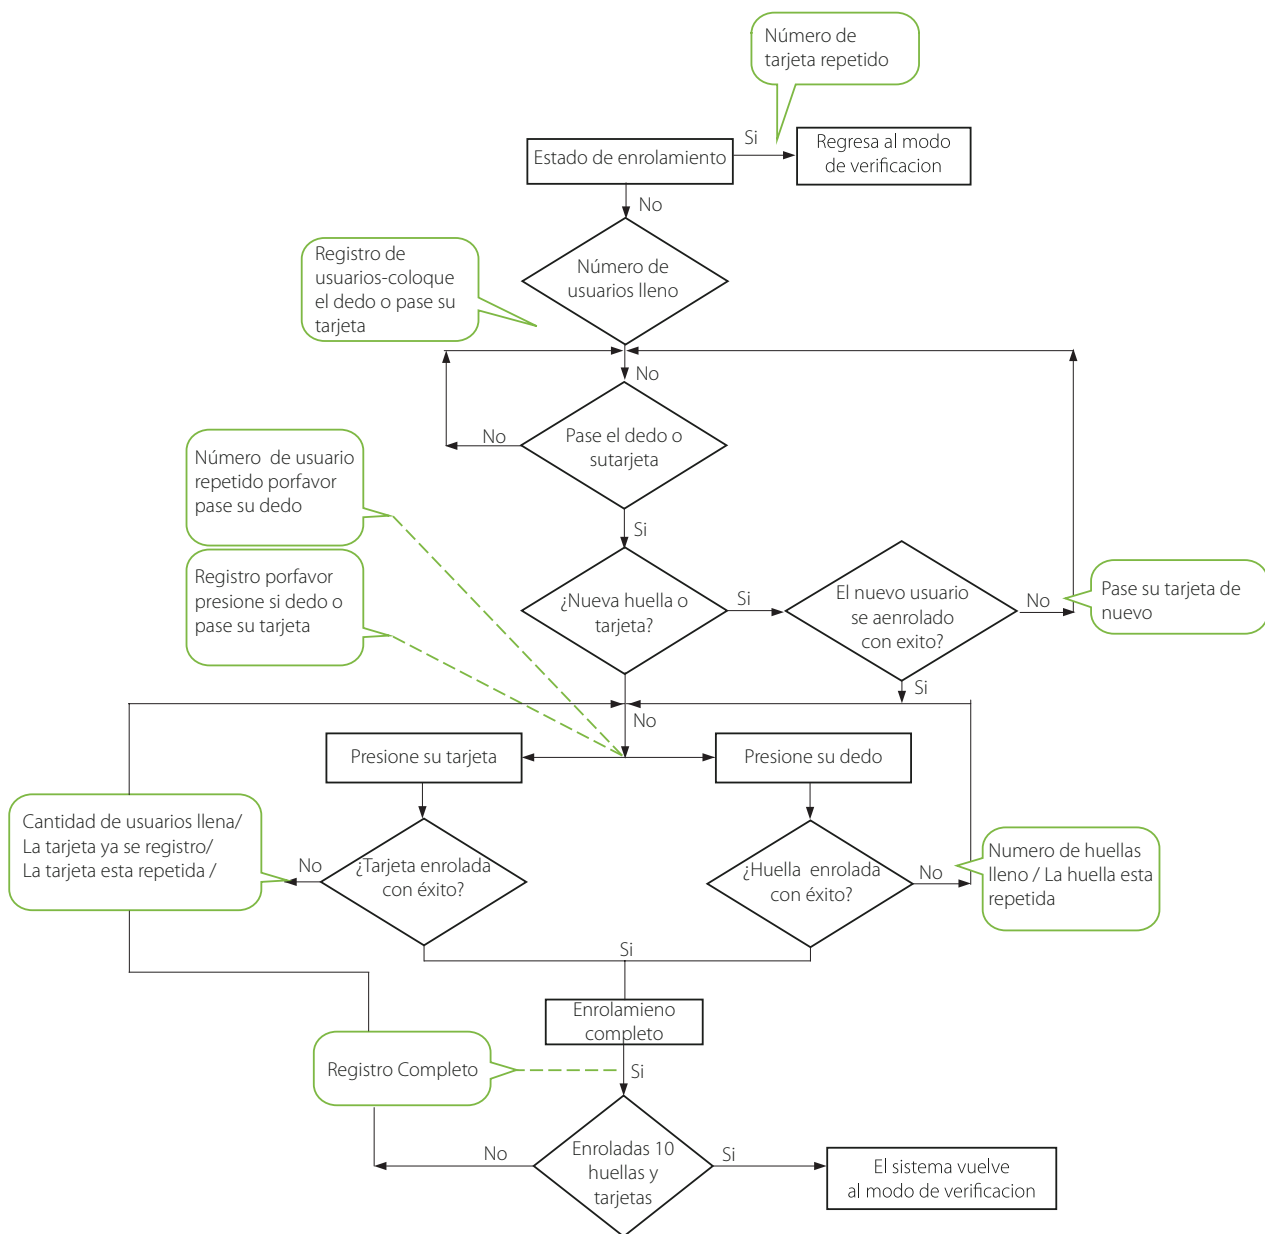 Número de
tarjeta repetido
Si
Estado de enrolamiento
Regresa al modo
de verificacion
No
Registro de
usuarios-coloque
el dedo o pase su
tarjeta
Número de
usuarios lleno
No
No
Pase el dedo o
sutarjeta
Número  de usuario
repetido porfavor
pase su dedo
Si
Registro porfavor
presione si dedo o
pase su tarjeta
¿Nueva huella o
tarjeta?
Si
El nuevo usuario
se aenrolado
con exito?
No
Pase su tarjeta de
nuevo
Si
No
Presione su tarjeta
Presione su dedo
Cantidad de usuarios llena/
La tarjeta ya se registro/
La tarjeta esta repetida /
No
¿Tarjeta enrolada
con éxito?
¿Huella  enrolada
con éxito?
No
Numero de huellas
lleno / La huella esta
repetida
Si
Enrolamieno
completo
Registro Completo
Si
No
Enroladas 10
huellas y
tarjetas
Si
El sistema vuelve
al modo de verificacion